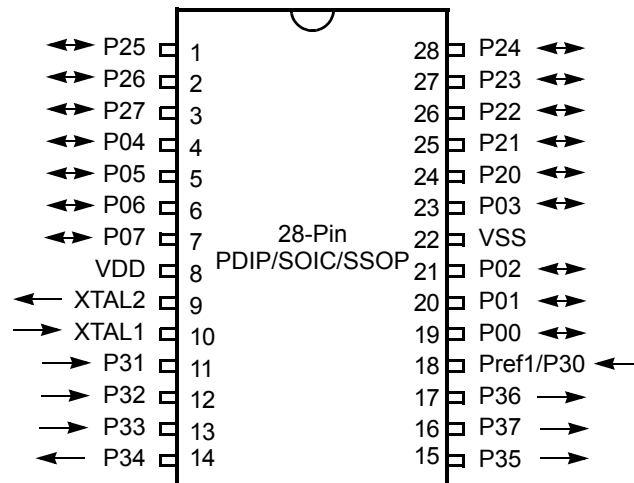 P25 1 28 P24
P26 2 27 P23
P27 3 26 P22
P04 4 25 P21
P05 5 24 P20
P06 6 23 P03
P07 7 22 VSS
28-Pin
PDIP/SOIC/SSOP
VDD 8 21 P02
XTAL2 9 20 P01
XTAL1 10 19 P00
P31 11 18 Pref1/P30
P32 12 17 P36
P33 13 16 P37
P34 14 15 P35